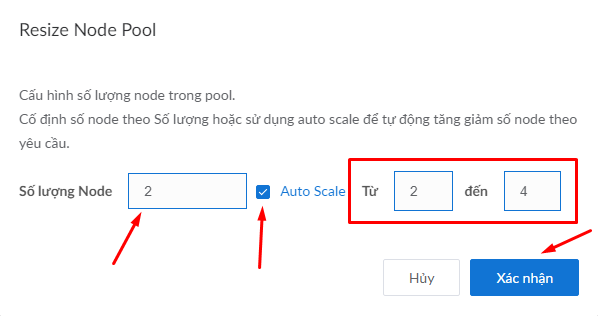 Resize Node Pool
Cấu hình số lượng node trong pool.
Cố định số node theo Số lượng hoặc sử dụng auto scale để tự động tăng giảm số node theo
yêu cầu.
Số lượng Node 2 Auto Scale Từ 2 đến 4
Hủy Xác nhận